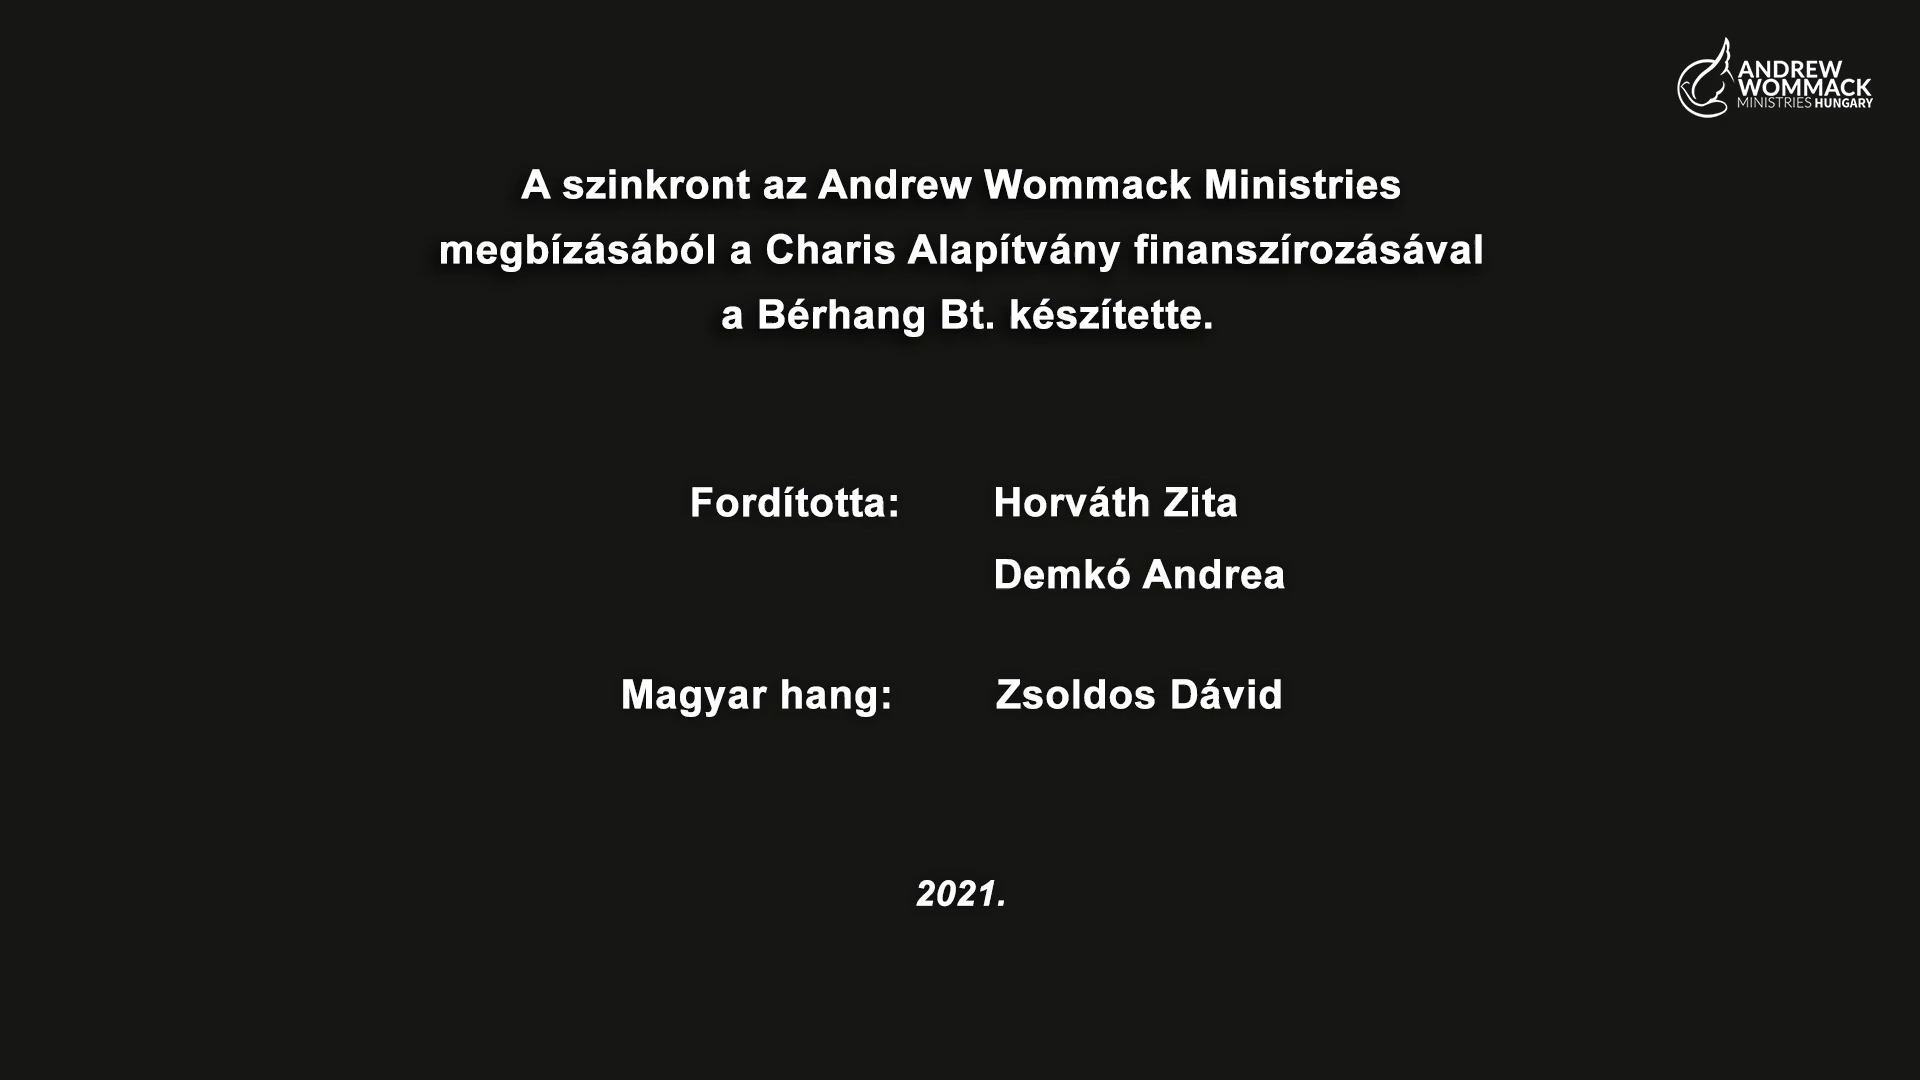 ANDREW
WOMMACK
MINISTRIES HUNGARY
A szinkront az Andrew Wommack Ministries
megbízásából a Charis Alapítvány finanszírozásával
a Bérhang Bt. készítette.
Fordította: Horváth Zita
Demkó Andrea
Magyar hang: Zsoldos Dávid
2021.